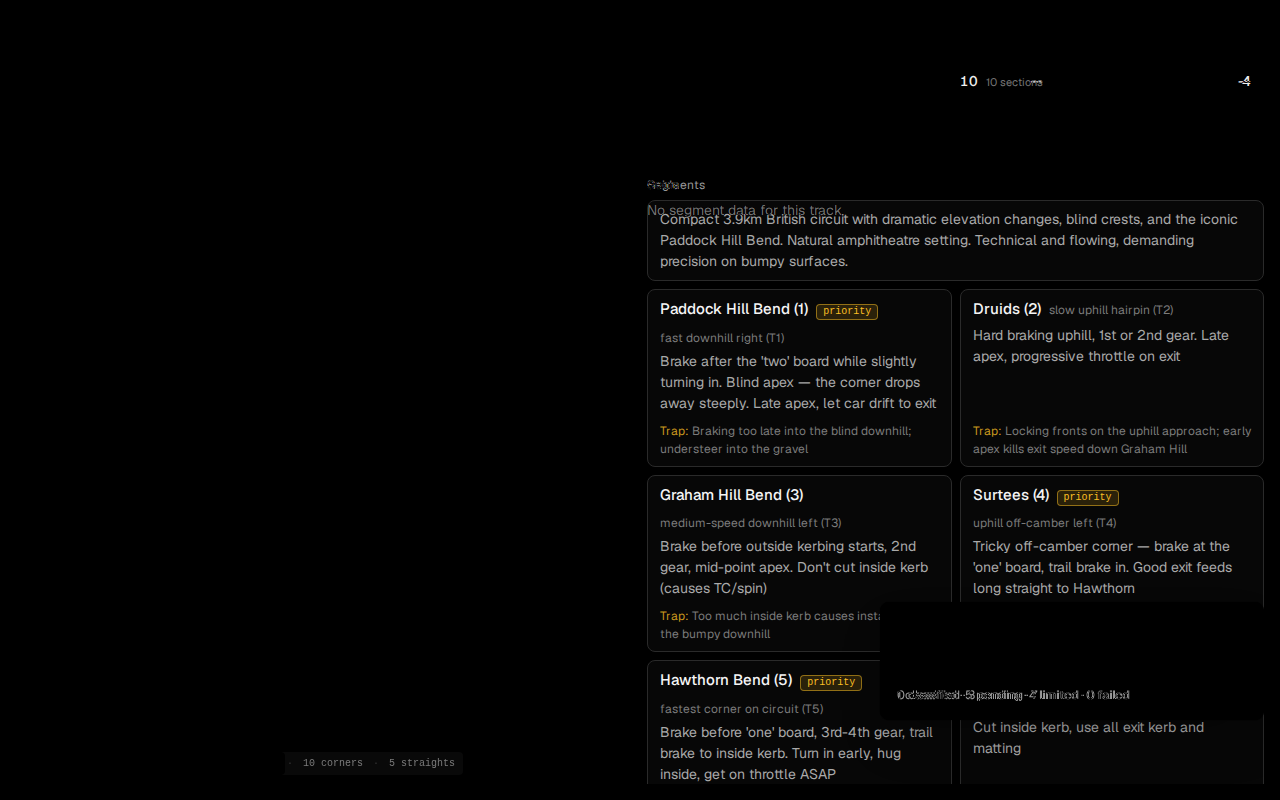 10 10 sections
-4
Segments
No segment data for this track
Compact 3.9km British circuit with dramatic elevation changes, blind crests, and the iconic
Paddock Hill Bend. Natural amphitheatre setting. Technical and flowing, demanding
precision on bumpy surfaces.
Paddock Hill Bend (1) priority
fast downhill right (T1)
Brake after the 'two' board while slightly
turning in. Blind apex — the corner drops
away steeply. Late apex, let car drift to exit
Trap: Braking too late into the blind downhill;
understeer into the gravel
Druids (2) slow uphill hairpin (T2)
Hard braking uphill, 1st or 2nd gear. Late
apex, progressive throttle on exit
Trap: Locking fronts on the uphill approach; early
apex kills exit speed down Graham Hill
Graham Hill Bend (3)
medium-speed downhill left (T3)
Brake before outside kerbing starts, 2nd
gear, mid-point apex. Don't cut inside kerb
(causes TC/spin)
Trap: Too much inside kerb causes
the bumpy downhill
Surtees (4) priority
uphill off-camber left (T4)
Tricky off-camber corner — brake at the
'one' board, trail brake in. Good exit feeds
long straight to Hawthorn
Hawthorn Bend (5) priority
fastest corner on circuit (T5)
Brake before 'one' board, 3rd-4th gear, trail
brake to inside kerb. Turn in early, hug
inside, get on throttle ASAP
limited · 0 failed
Cut inside kerb, use all exit kerb and
matting
· 10 corners · 5 straights